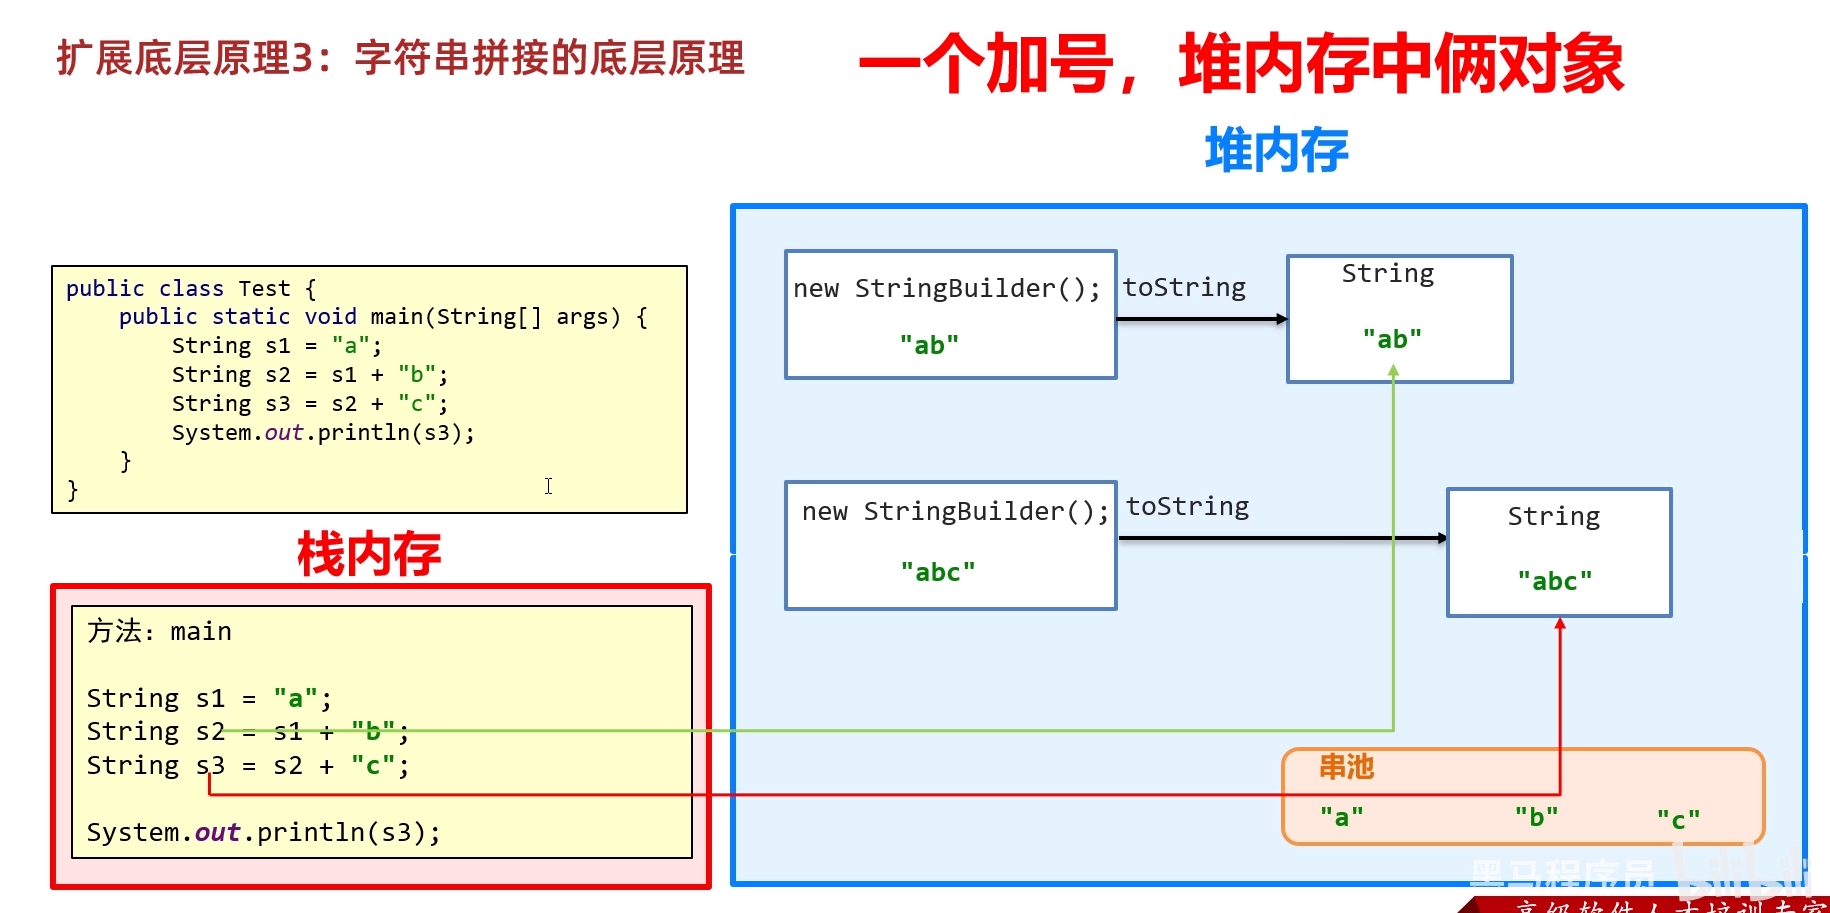 扩展底层原理3：字符串拼接的底层原理
一个加号，堆内存中俩对象
堆内存
public class Test {
public static void main(String[] args) {
String s1 = "a";
String s2 = s1 + "b";
String s3 = s2 + "c";
System.out.println(s3);
}
}
栈内存
方法：main
String s1 = "a";
String s2 = s1 + "b";
String s3 = s2 + "c";
System.out.println(s3);
new StringBuilder();
"ab"
toString
String
"ab"
new StringBuilder();
"abc"
toString
String
"abc"
串池
"a" "b" "c"
黑马程序员 bilibili
高级软件人才培训专家